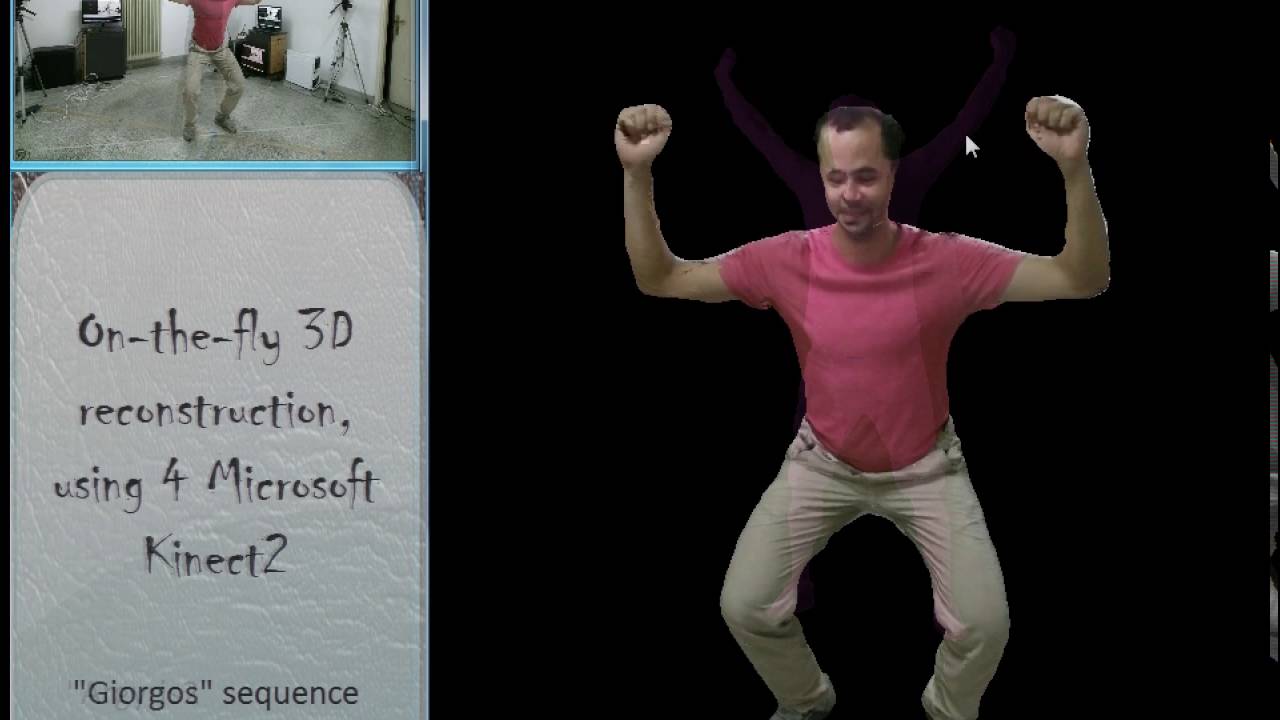 On-the-fly 3D
reconstruction,
using 4 Microsoft
Kinect2
"Giorgos" sequence